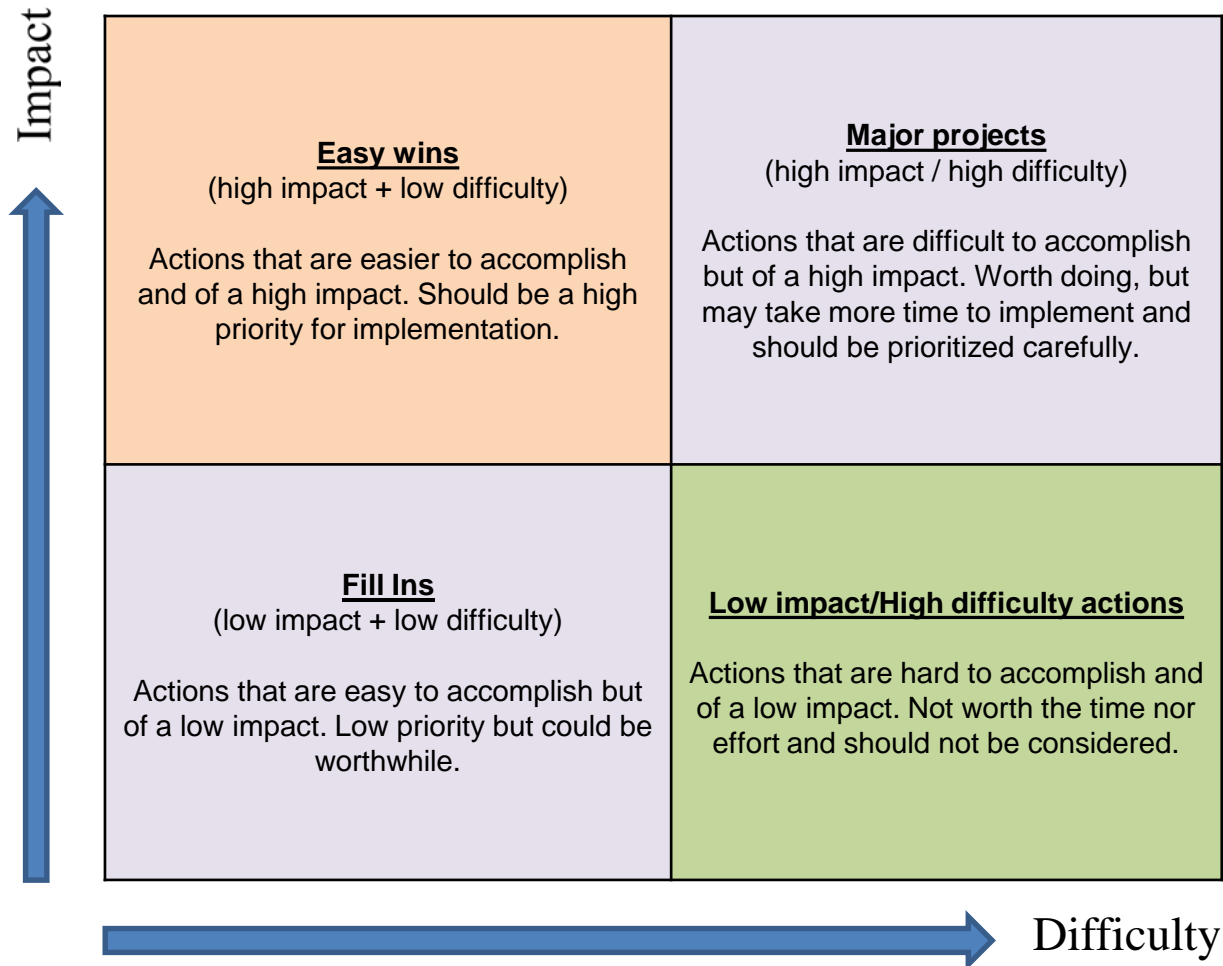 Impact
Easy wins
(high impact + low difficulty)
Actions that are easier to accomplish
and of a high impact. Should be a high
priority for implementation.
Major projects
(high impact / high difficulty)
Actions that are difficult to accomplish
but of a high impact. Worth doing, but
may take more time to implement and
should be prioritized carefully.
Fill Ins
(low impact + low difficulty)
Actions that are easy to accomplish but
of a low impact. Low priority but could be
worthwhile.
Low impact/High difficulty actions
Actions that are hard to accomplish and
of a low impact. Not worth the time nor
effort and should not be considered.
Difficulty